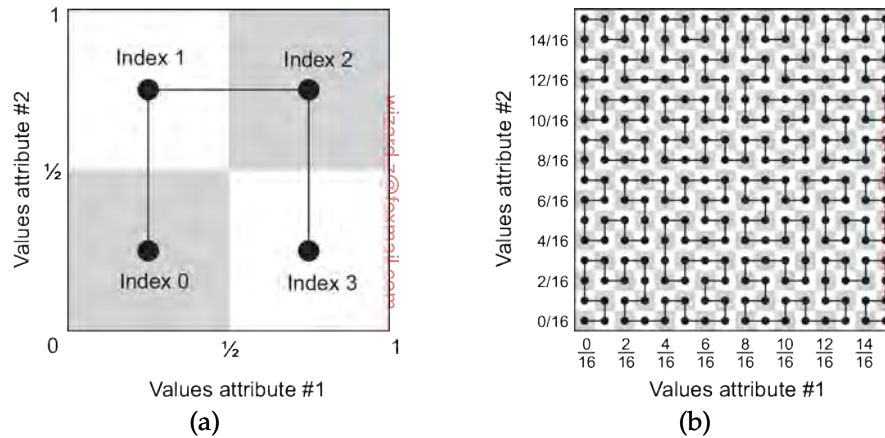 1
Index 1
Index 2
Values attribute #2
½
Index 0
Index 3
0
½
1
Values attribute #1
(a)
wizard-z@foxmail.com
14/16
12/16
10/16
8/16
6/16
4/16
2/16
0/16
Values attribute #2
0/16 2/16 4/16 6/16 8/16 10/16 12/16 14/16
Values attribute #1
(b)